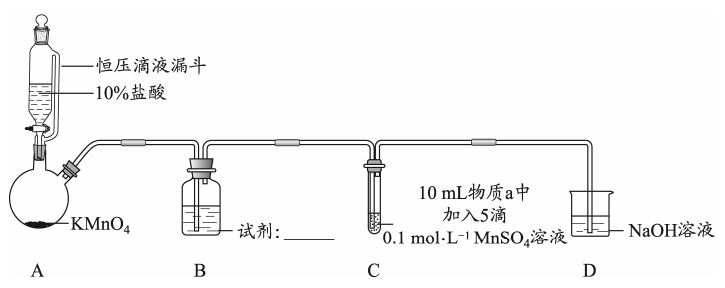 恒压滴液漏斗
10%盐酸
KMnO₄
试剂：______
10 mL物质a中
加入5滴
0.1 mol·L⁻¹ MnSO₄溶液
NaOH溶液
A B C D